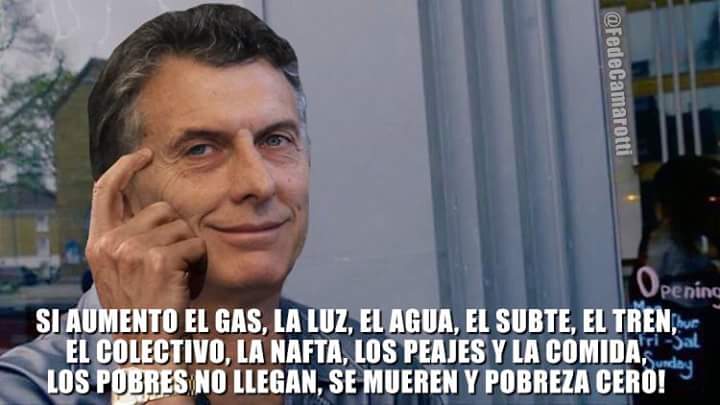 @FedeCamarotti
Opening
Sunday
SI AUMENTO EL GAS, LA LUZ, EL AGUA, EL SUBTE, EL TREN,
EL COLECTIVO, LA NAFTA, LOS PEAJES Y LA COMIDA,
LOS POBRES NO LLEGAN, SE MUEREN Y POBREZA CERO!